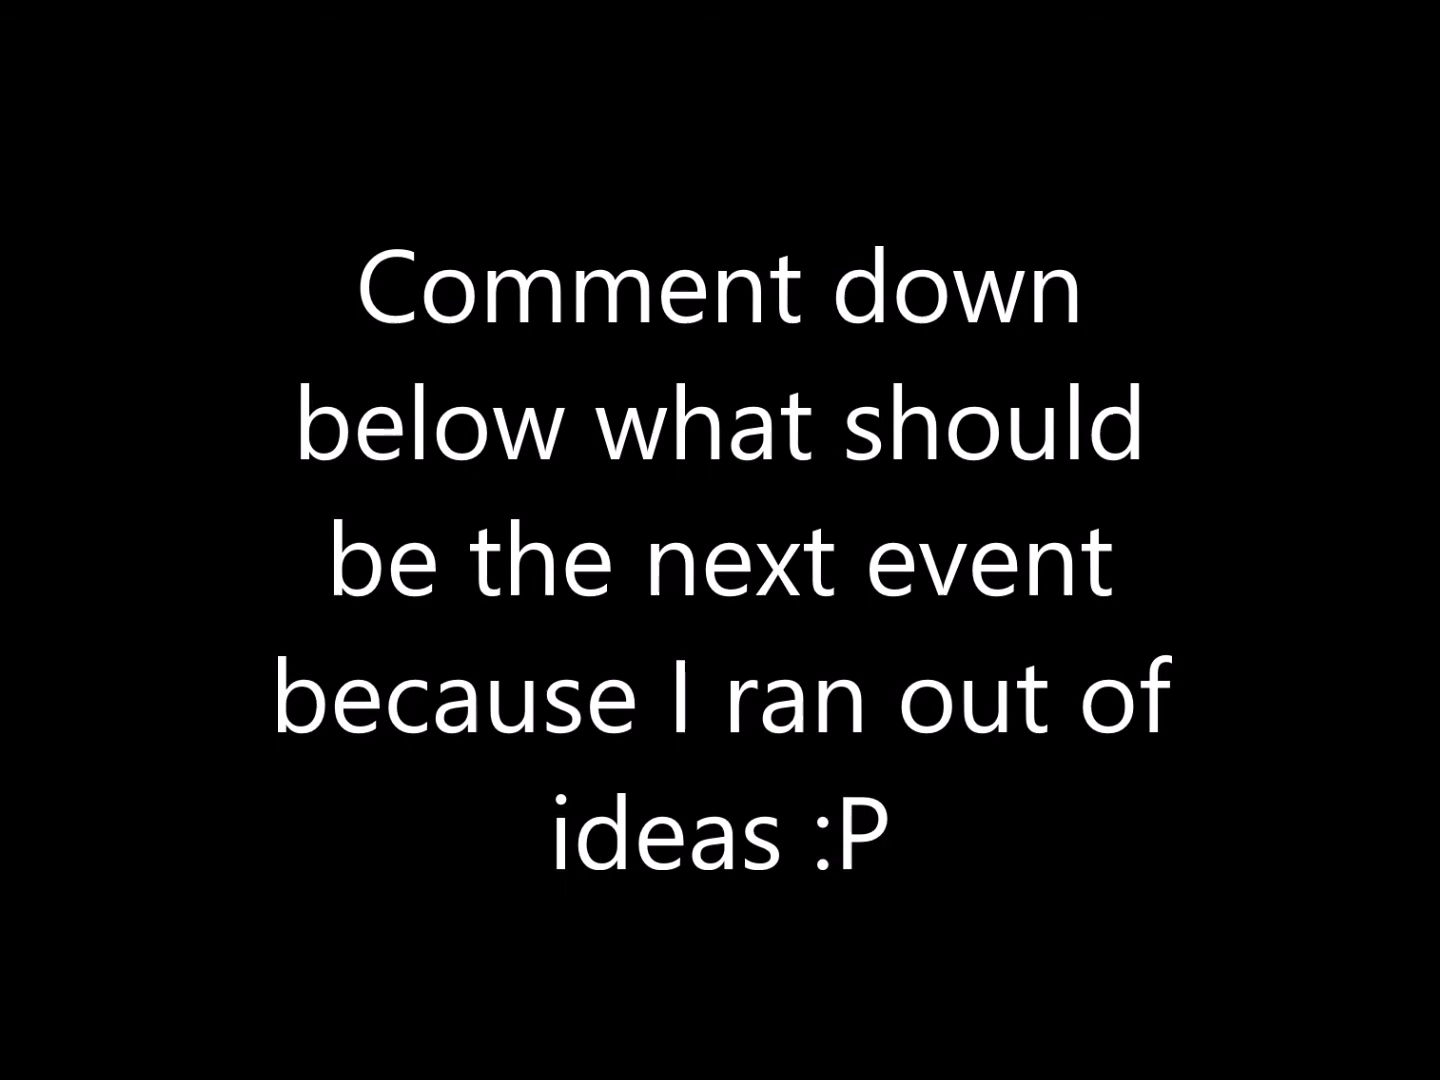 Comment down
below what should
be the next event
because I ran out of
ideas :P